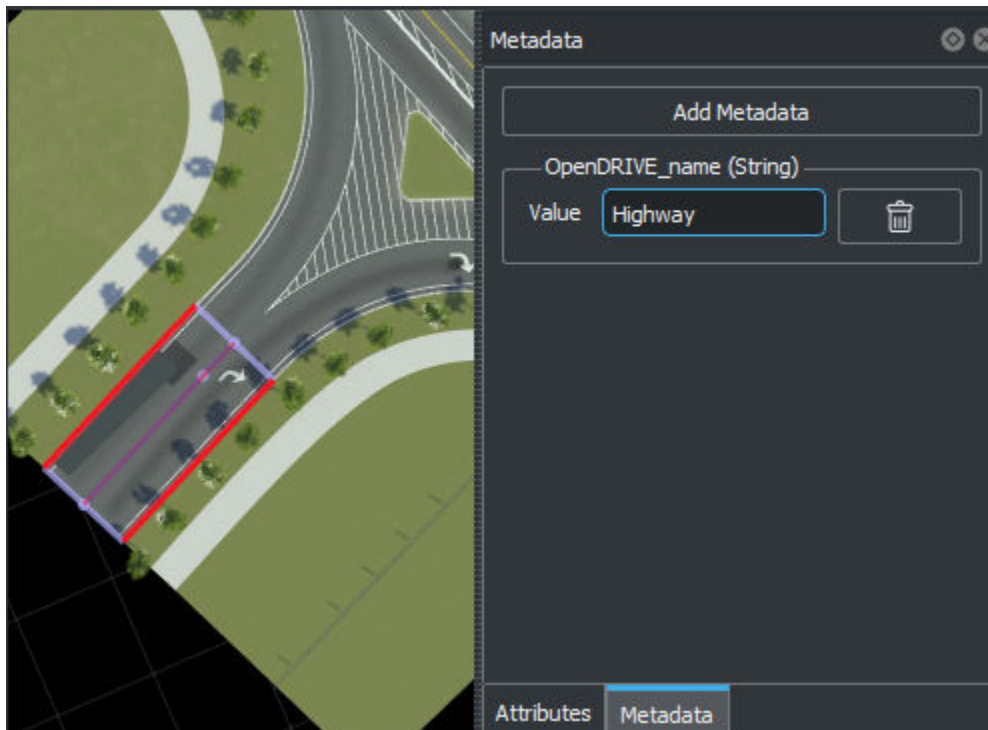 Metadata
Add Metadata
OpenDRIVE_name (String)
Value
Highway
Attributes
Metadata